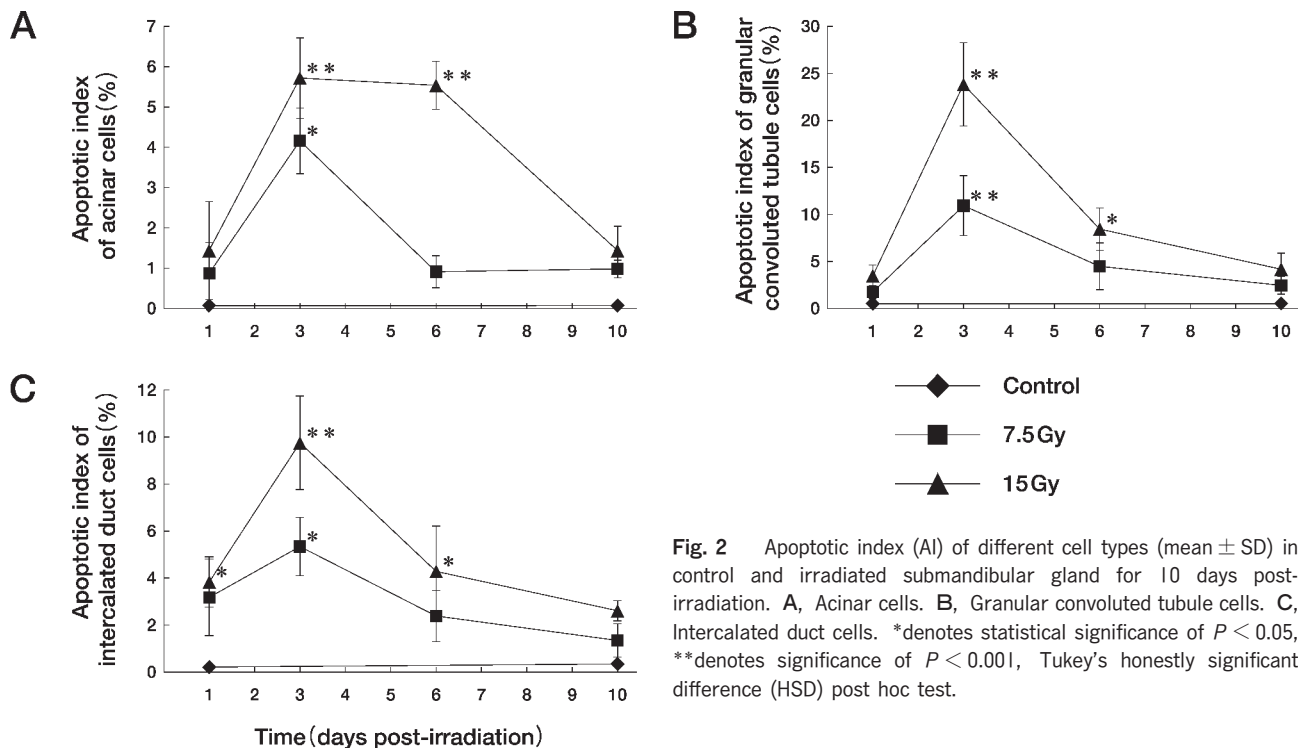 A
Apoptotic index
of acinar cells(%)
7
6
5
4
3
2
1
0
**
**
*
1 2 3 4 5 6 7 8 9 10
B
Apoptotic index of granular
convoluted tubule cells(%)
30
25
20
15
10
5
0
**
**
*
1 2 3 4 5 6 7 8 9 10
C
Apoptotic index of
intercalated duct cells(%)
12
10
8
6
4
2
0
*
**
*
*
1 2 3 4 5 6 7 8 9 10
Time(days post-irradiation)
Control
7.5Gy
15Gy
Fig. 2 Apoptotic index (AI) of different cell types (mean ± SD) in
control and irradiated submandibular gland for 10 days post-
irradiation. A, Acinar cells. B, Granular convoluted tubule cells. C,
Intercalated duct cells. *denotes statistical significance of P < 0.05,
**denotes significance of P < 0.001, Tukey's honestly significant
difference (HSD) post hoc test.